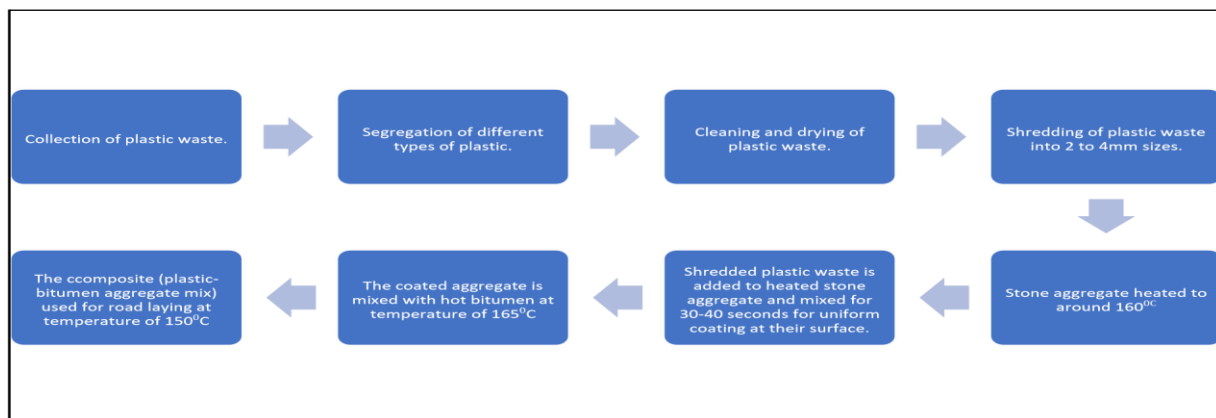 Collection of plastic waste.
Segregation of different
types of plastic.
Cleaning and drying of
plastic waste.
Shredding of plastic waste
into 2 to 4mm sizes.
Stone aggregate heated to
around 160⁰ᶜ
Shredded plastic waste is
added to heated stone
aggregate and mixed for
30-40 seconds for uniform
coating at their surface.
The coated aggregate is
mixed with hot bitumen at
temperature of 165⁰C
The ccomposite (plastic-
bitumen aggregate mix)
used for road laying at
temperature of 150⁰C